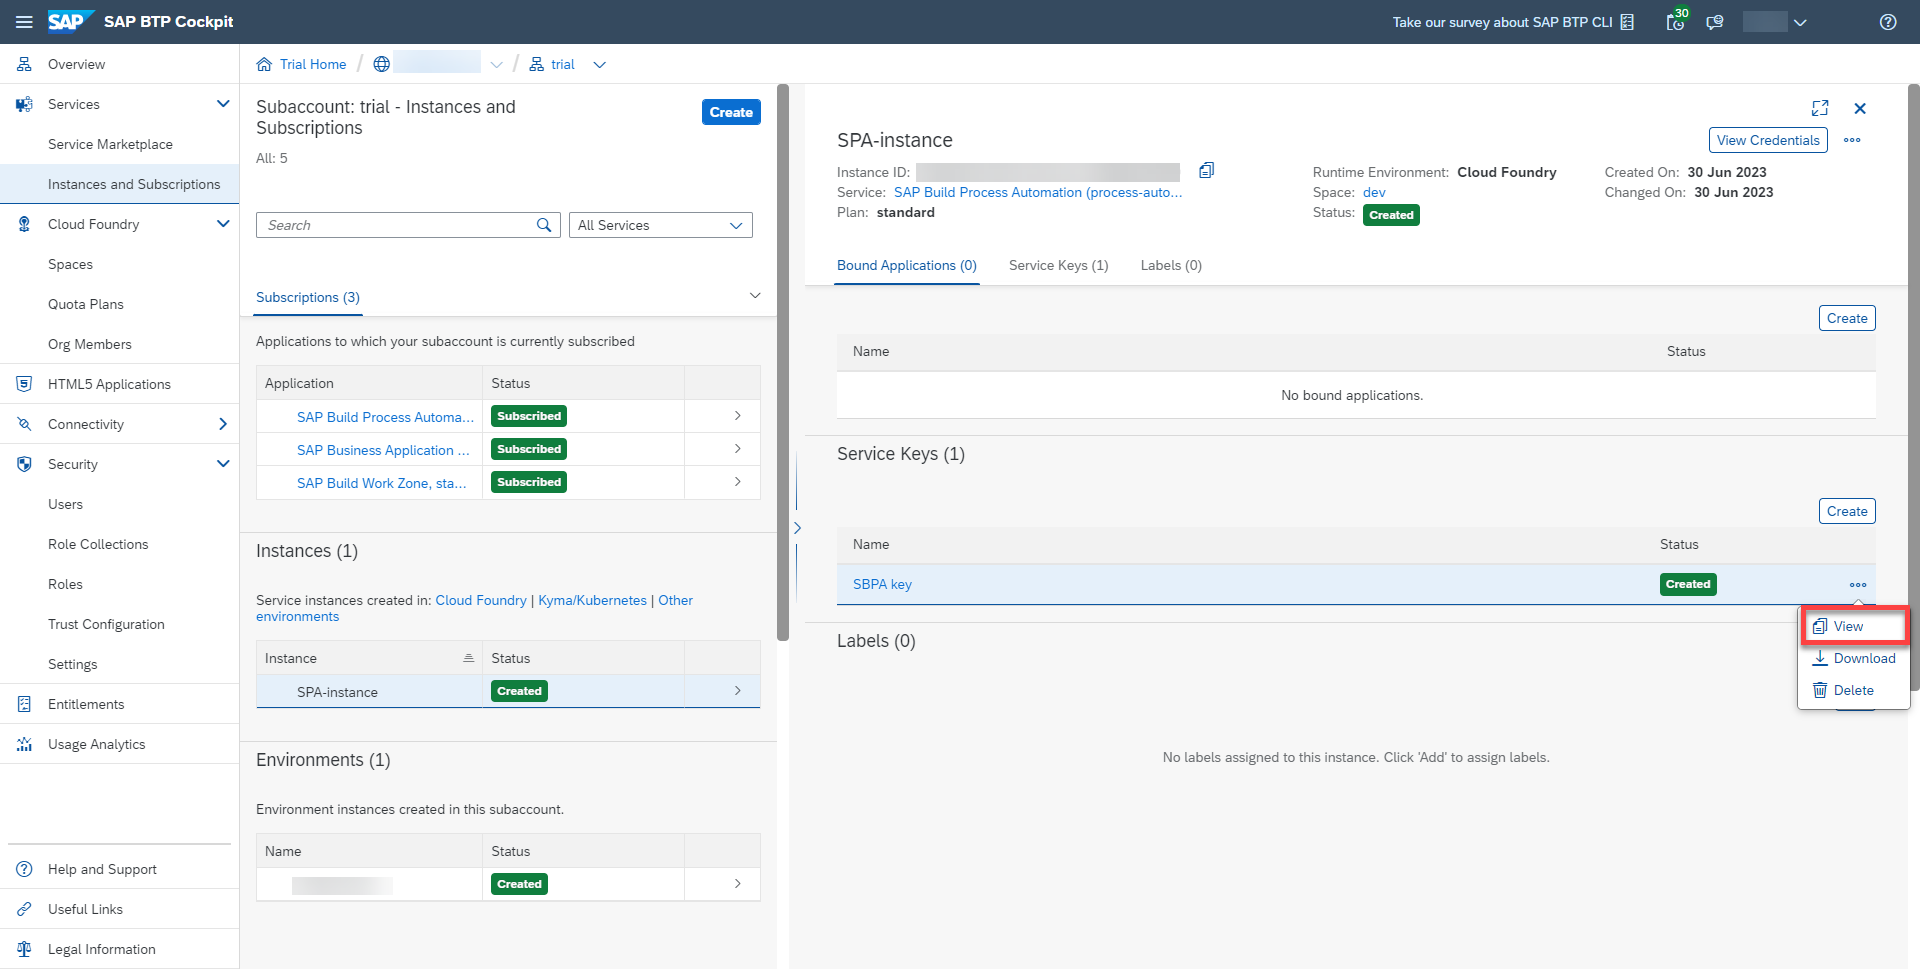 SAP SAP BTP Cockpit
Take our survey about SAP BTP CLI
30
Overview
Services
Service Marketplace
Instances and Subscriptions
Cloud Foundry
Spaces
Quota Plans
Org Members
HTML5 Applications
Connectivity
Security
Users
Role Collections
Roles
Trust Configuration
Settings
Entitlements
Usage Analytics
Help and Support
Useful Links
Legal Information
Trial Home / / trial
Subaccount: trial - Instances and
Subscriptions
Create
All: 5
Search
All Services
Subscriptions (3)
Applications to which your subaccount is currently subscribed
Application Status
SAP Build Process Automa... Subscribed
SAP Business Application ... Subscribed
SAP Build Work Zone, sta... Subscribed
Instances (1)
Service instances created in: Cloud Foundry | Kyma/Kubernetes | Other
environments
Instance Status
SPA-instance Created
Environments (1)
Environment instances created in this subaccount.
Name Status
Created
SPA-instance
View Credentials
Instance ID:
Service: SAP Build Process Automation (process-auto...
Plan: standard
Runtime Environment: Cloud Foundry
Space: dev
Status: Created
Created On: 30 Jun 2023
Changed On: 30 Jun 2023
Bound Applications (0) Service Keys (1) Labels (0)
Create
Name Status
No bound applications.
Service Keys (1)
Create
Name Status
SBPA key Created
View
Download
Delete
Labels (0)
No labels assigned to this instance. Click 'Add' to assign labels.